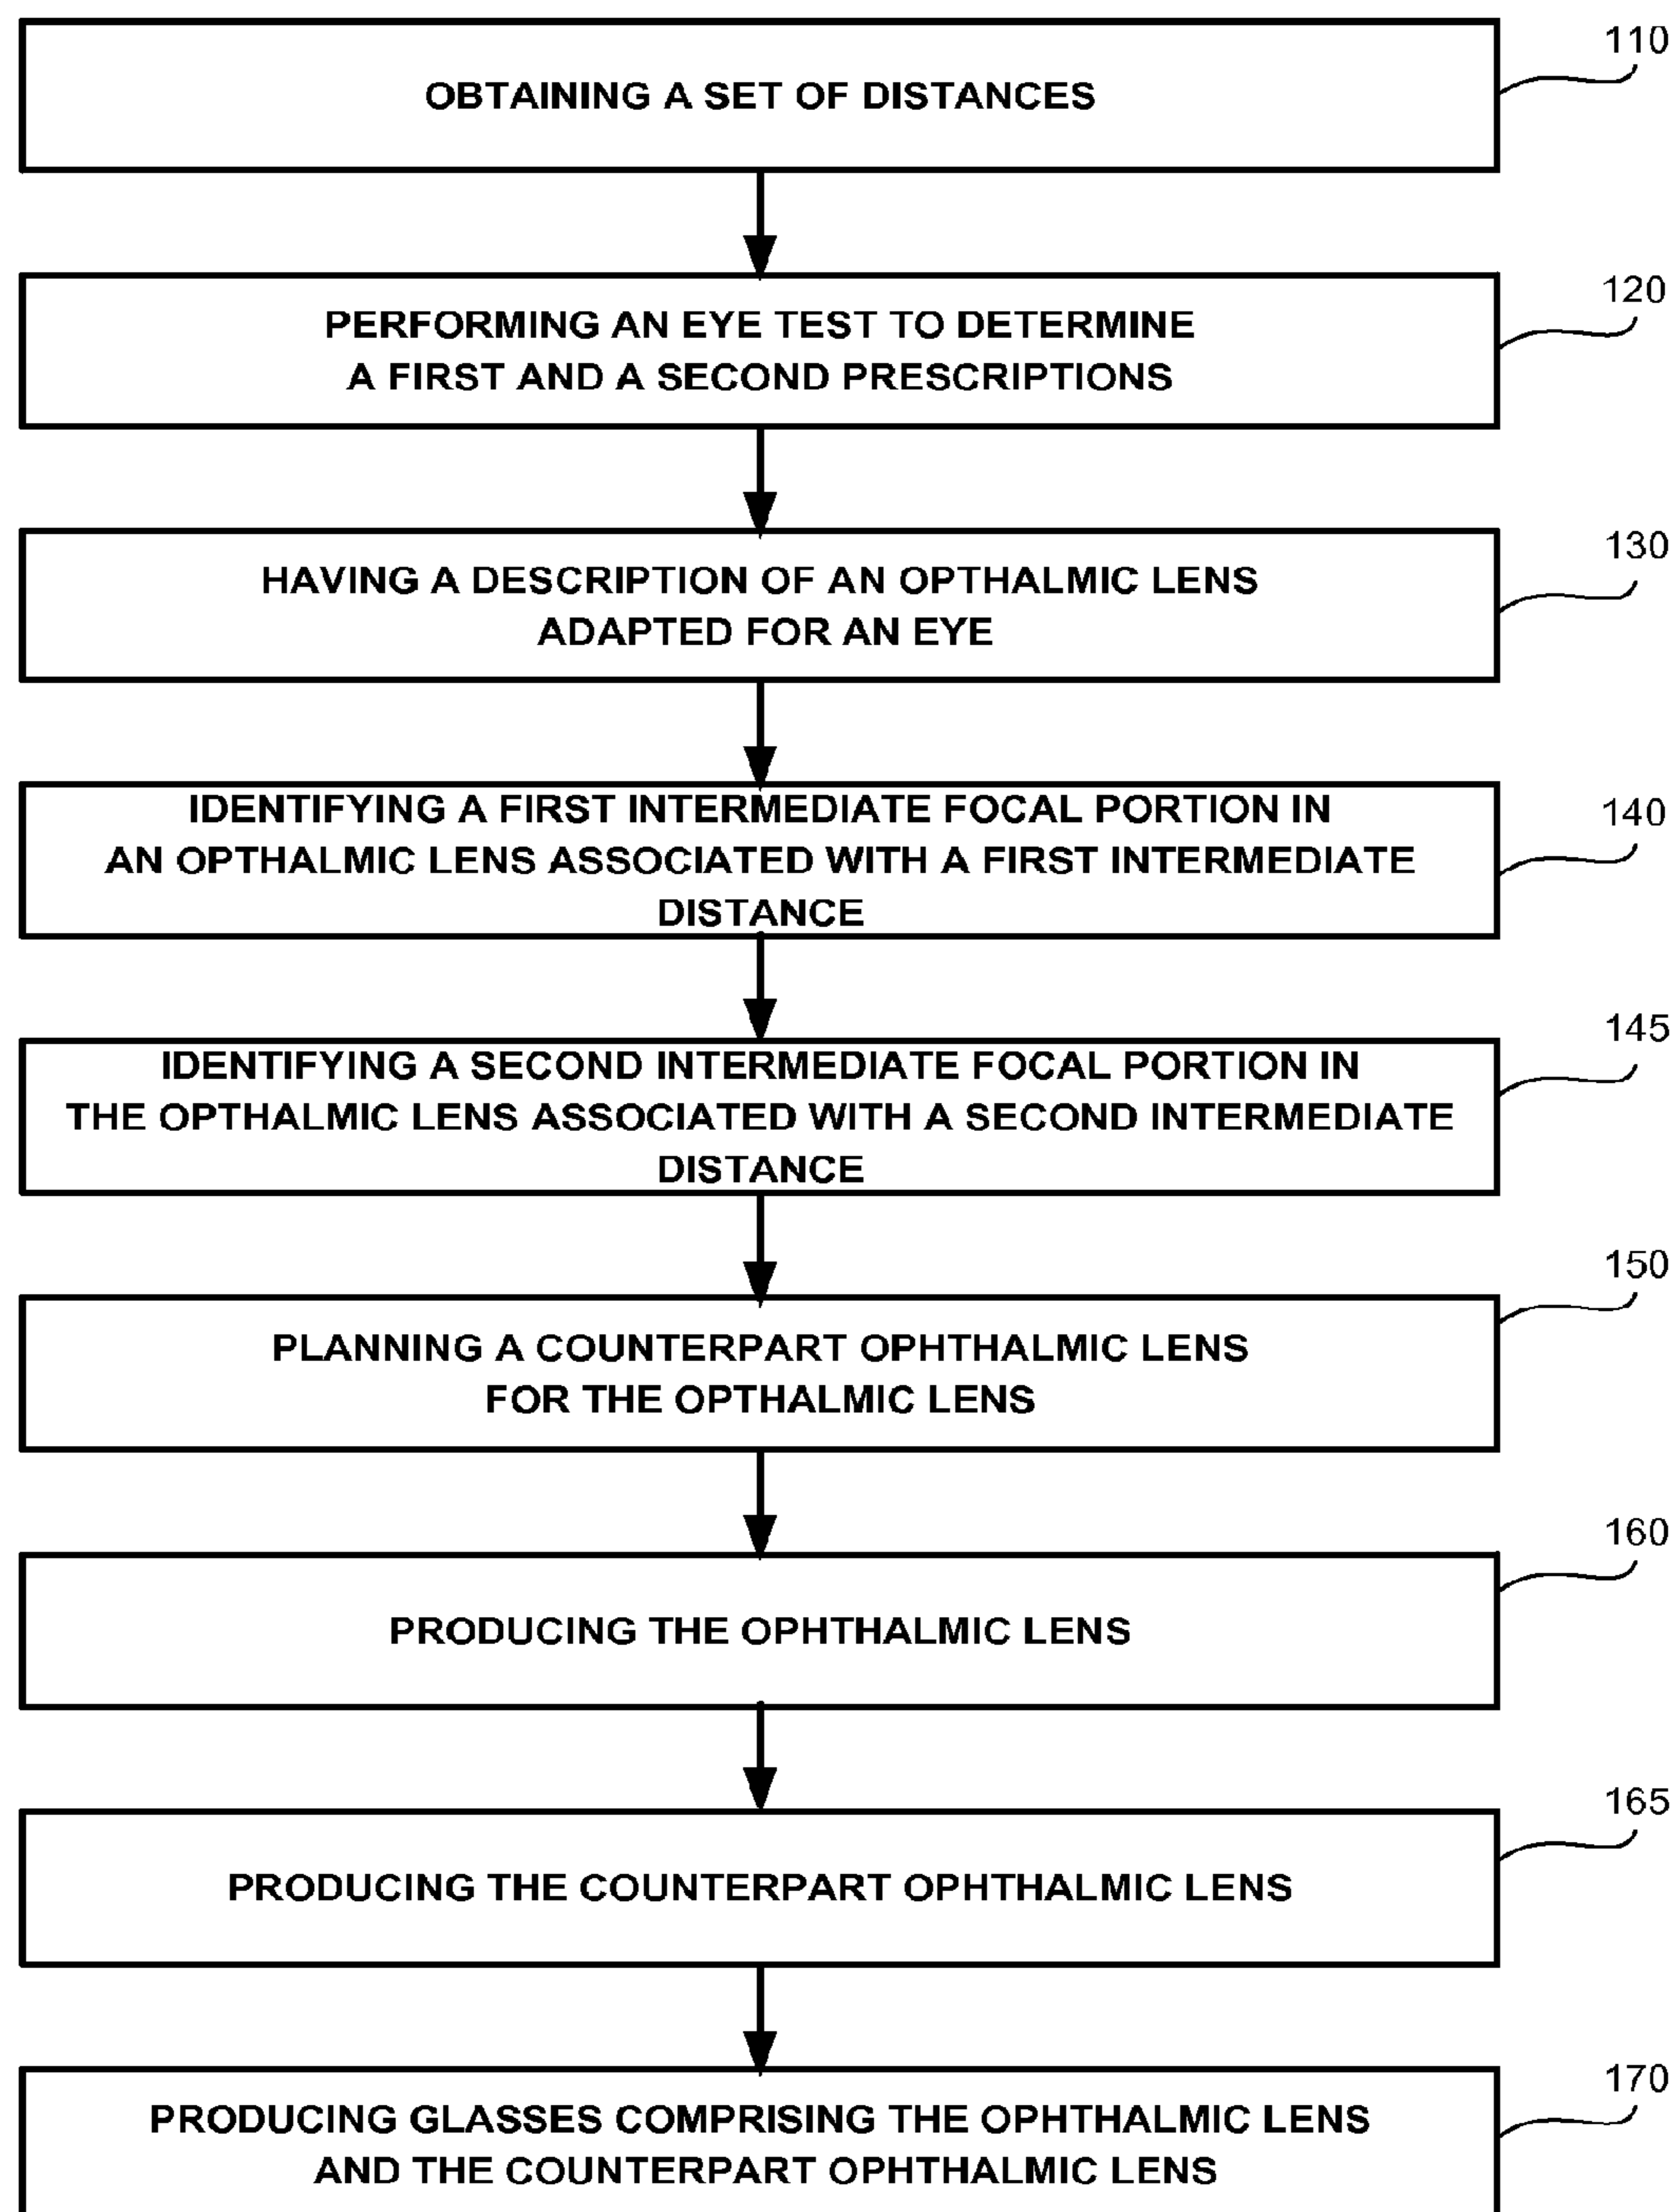 110
OBTAINING A SET OF DISTANCES
120
PERFORMING AN EYE TEST TO DETERMINE
A FIRST AND A SECOND PRESCRIPTIONS
130
HAVING A DESCRIPTION OF AN OPTHALMIC LENS
ADAPTED FOR AN EYE
140
IDENTIFYING A FIRST INTERMEDIATE FOCAL PORTION IN
AN OPTHALMIC LENS ASSOCIATED WITH A FIRST INTERMEDIATE
DISTANCE
145
IDENTIFYING A SECOND INTERMEDIATE FOCAL PORTION IN
THE OPTHALMIC LENS ASSOCIATED WITH A SECOND INTERMEDIATE
DISTANCE
150
PLANNING A COUNTERPART OPHTHALMIC LENS
FOR THE OPTHALMIC LENS
160
PRODUCING THE OPHTHALMIC LENS
165
PRODUCING THE COUNTERPART OPHTHALMIC LENS
170
PRODUCING GLASSES COMPRISING THE OPHTHALMIC LENS
AND THE COUNTERPART OPHTHALMIC LENS